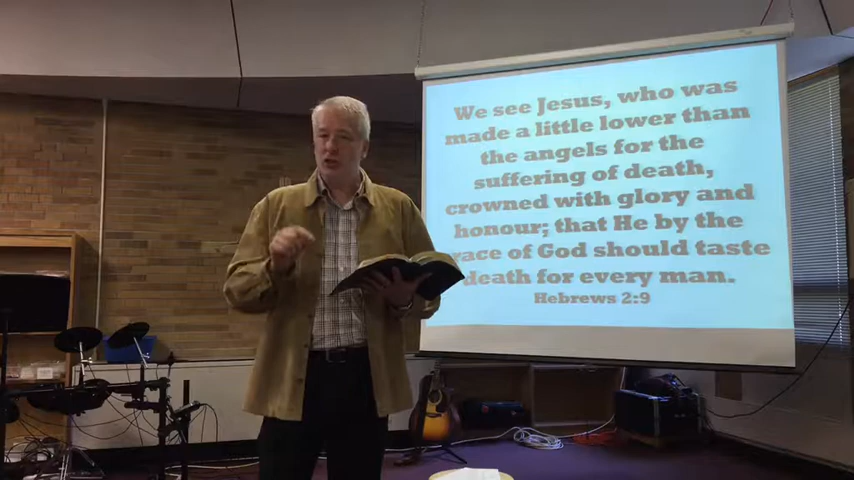 We see Jesus, who was
made a little lower than
the angels for the
suffering of death, and
crowned with glory and
honour; that He by the
race of God should taste
death for every man.
Hebrews 2:9